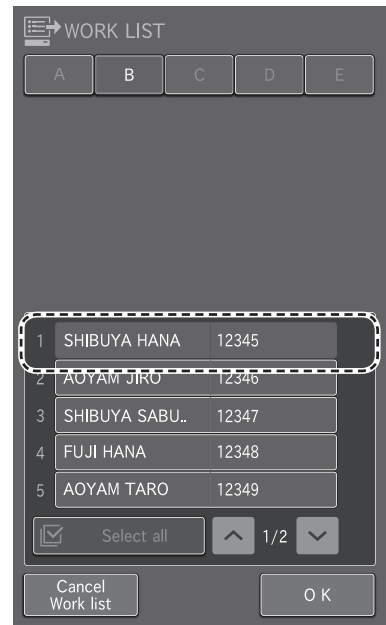 WORK LIST
A B C D E
1 SHIBUYA HANA 12345
2 AOYAM JIRO 12346
3 SHIBUYA SABU.. 12347
4 FUJI HANA 12348
5 AOYAM TARO 12349
Select all 1/2
Cancel
Work list
O K